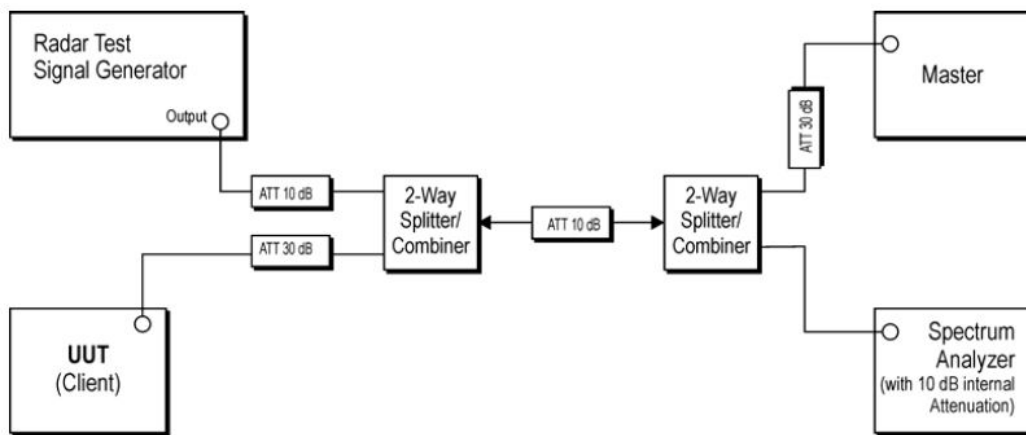 Radar Test
Signal Generator
Output
ATT 10 dB
ATT 30 dB
UUT
(Client)
2-Way
Splitter/
Combiner
ATT 10 dB
2-Way
Splitter/
Combiner
ATT 30 dB
Master
Spectrum
Analyzer
(with 10 dB internal
Attenuation)